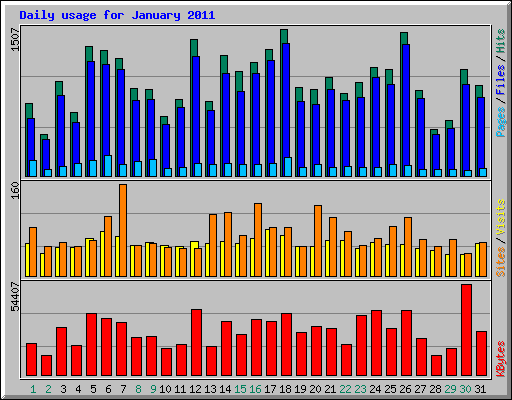 Daily usage for January 2011
1507
Pages / Files / Hits
160
Sites / Visits
54407
KBytes
1 2 3 4 5 6 7 8 9 10 11 12 13 14 15 16 17 18 19 20 21 22 23 24 25 26 27 28 29 30 31